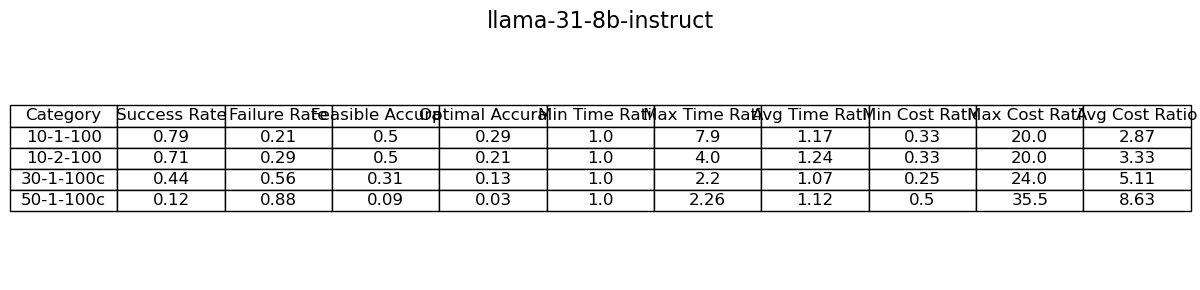 llama-31-8b-instruct
Category Success Rate Failure Rate Feasible Accura Optimal Accura Min Time Rati Max Time Rati Avg Time Rati Min Cost Rati Max Cost Rati Avg Cost Ratio
10-1-100 0.79 0.21 0.5 0.29 1.0 7.9 1.17 0.33 20.0 2.87
10-2-100 0.71 0.29 0.5 0.21 1.0 4.0 1.24 0.33 20.0 3.33
30-1-100c 0.44 0.56 0.31 0.13 1.0 2.2 1.07 0.25 24.0 5.11
50-1-100c 0.12 0.88 0.09 0.03 1.0 2.26 1.12 0.5 35.5 8.63